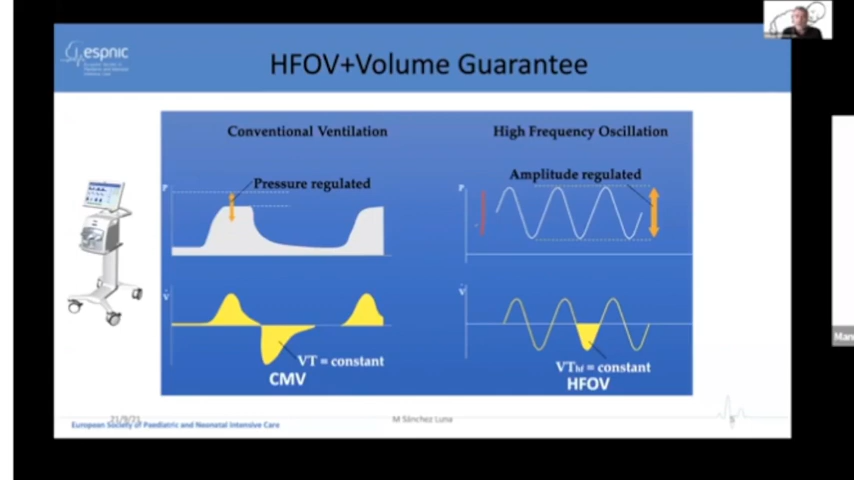 espnic
HFOV+Volume Guarantee
Conventional Ventilation
High Frequency Oscillation
Pressure regulated
Amplitude regulated
P
P
V̇
V̇
VT = constant
CMV
VThf = constant
HFOV
21/9/21
European Society of Paediatric and Neonatal Intensive Care
M Sánchez Luna
5